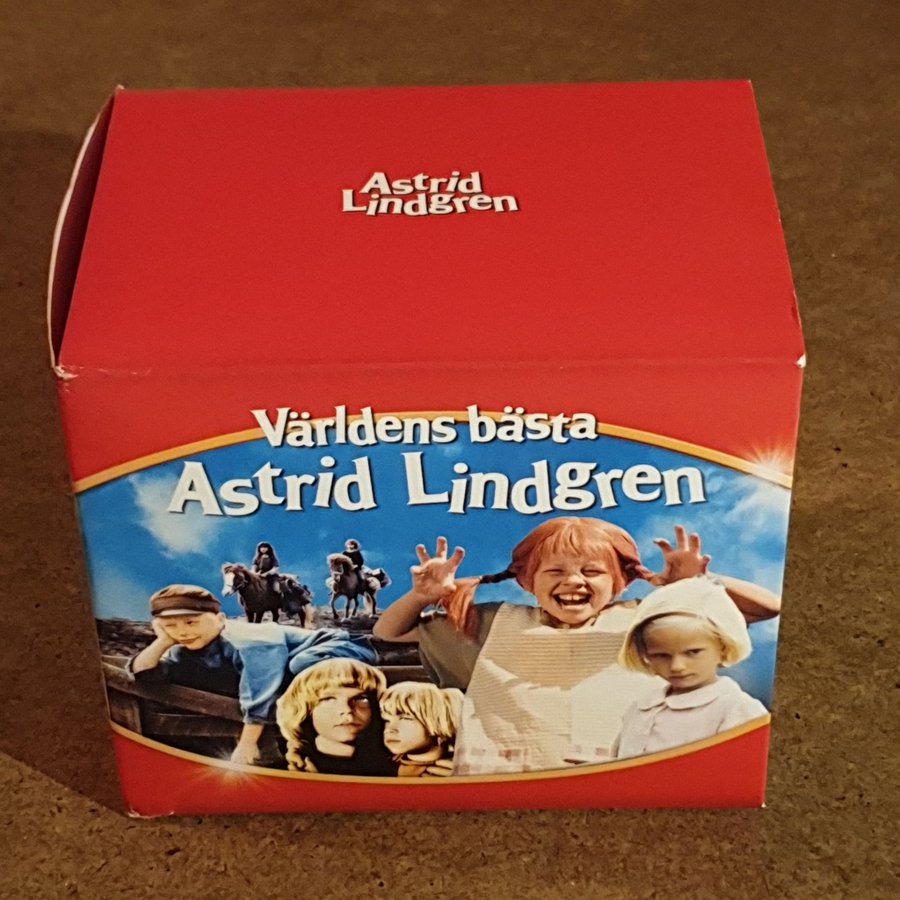 Astrid
Lindgren
Världens bästa
Astrid Lindgren